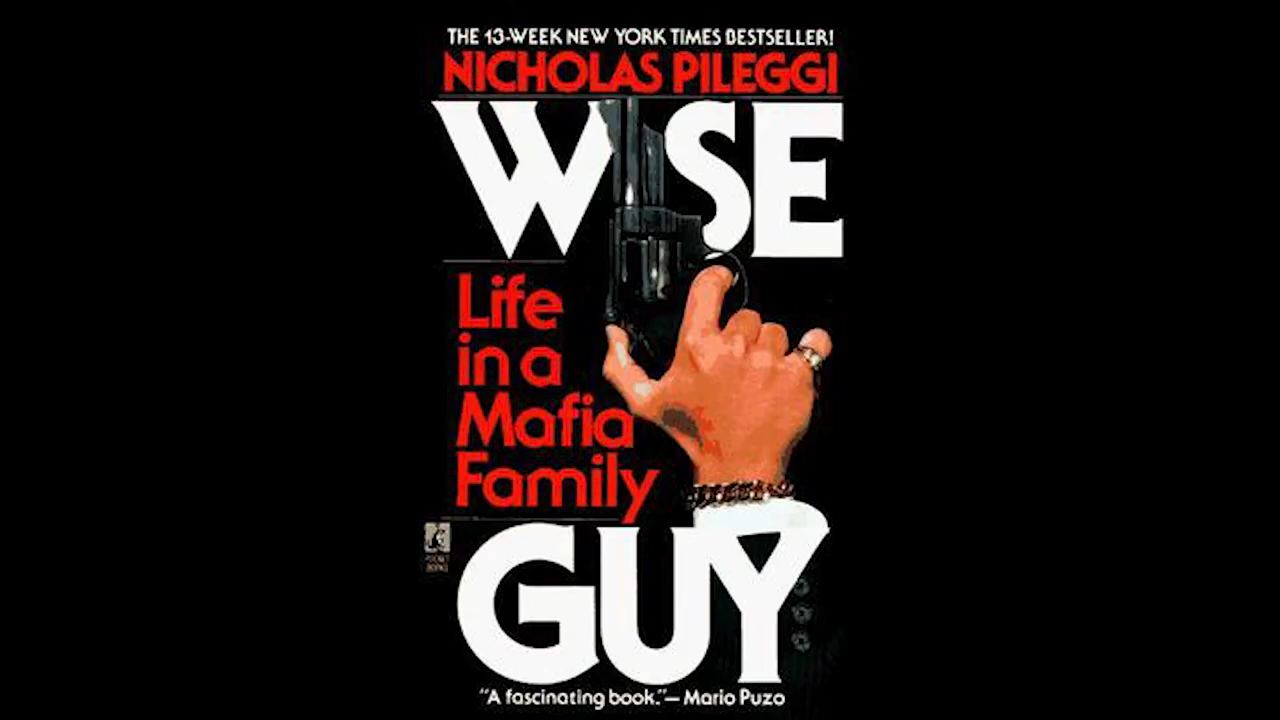 THE 13-WEEK NEW YORK TIMES BESTSELLER!
NICHOLAS PILEGGI
WISE
Life
in a
Mafia
Family
GUY
"A fascinating book."— Mario Puzo